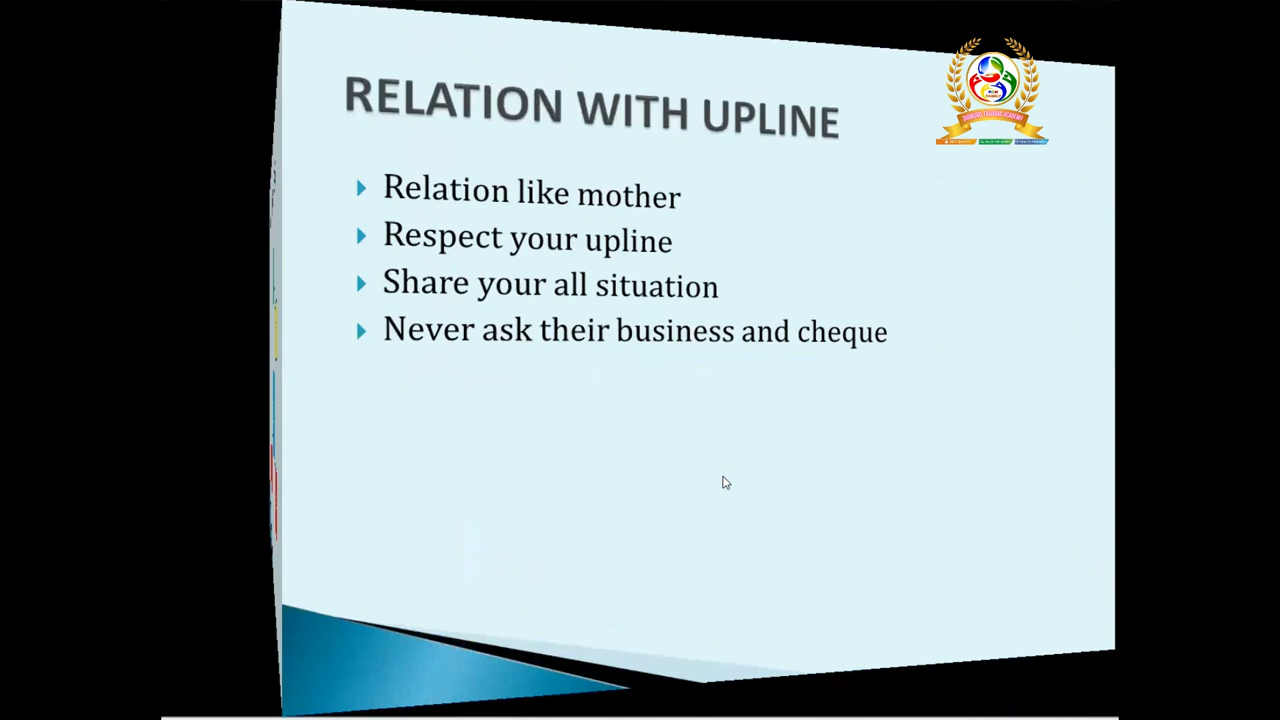 RELATION WITH UPLINE
Relation like mother
Respect your upline
Share your all situation
Never ask their business and cheque